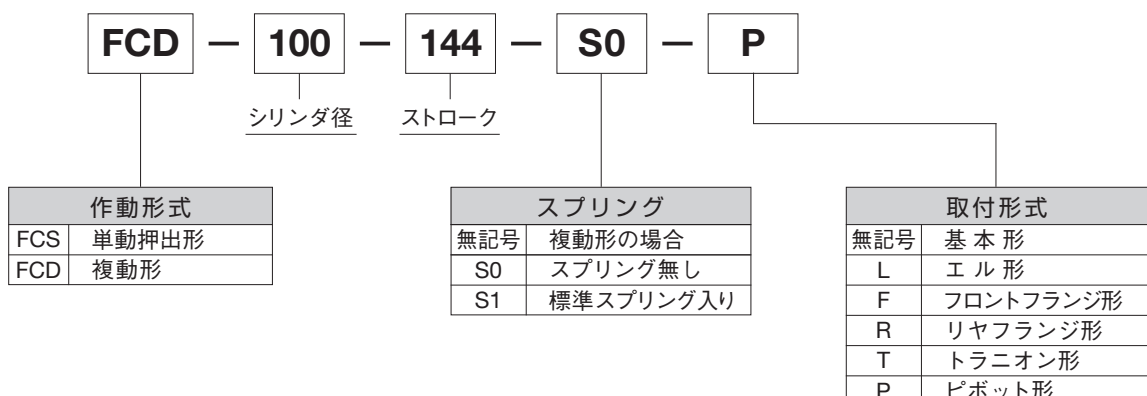 FCD — 100 — 144 — S0 — P
シリンダ径 ストローク
作動形式
FCS 単動押出形
FCD 複動形
スプリング
無記号 複動形の場合
S0 スプリング無し
S1 標準スプリング入り
取付形式
無記号 基本形
L エル形
F フロントフランジ形
R リヤフランジ形
T トラニオン形
P ピボット形